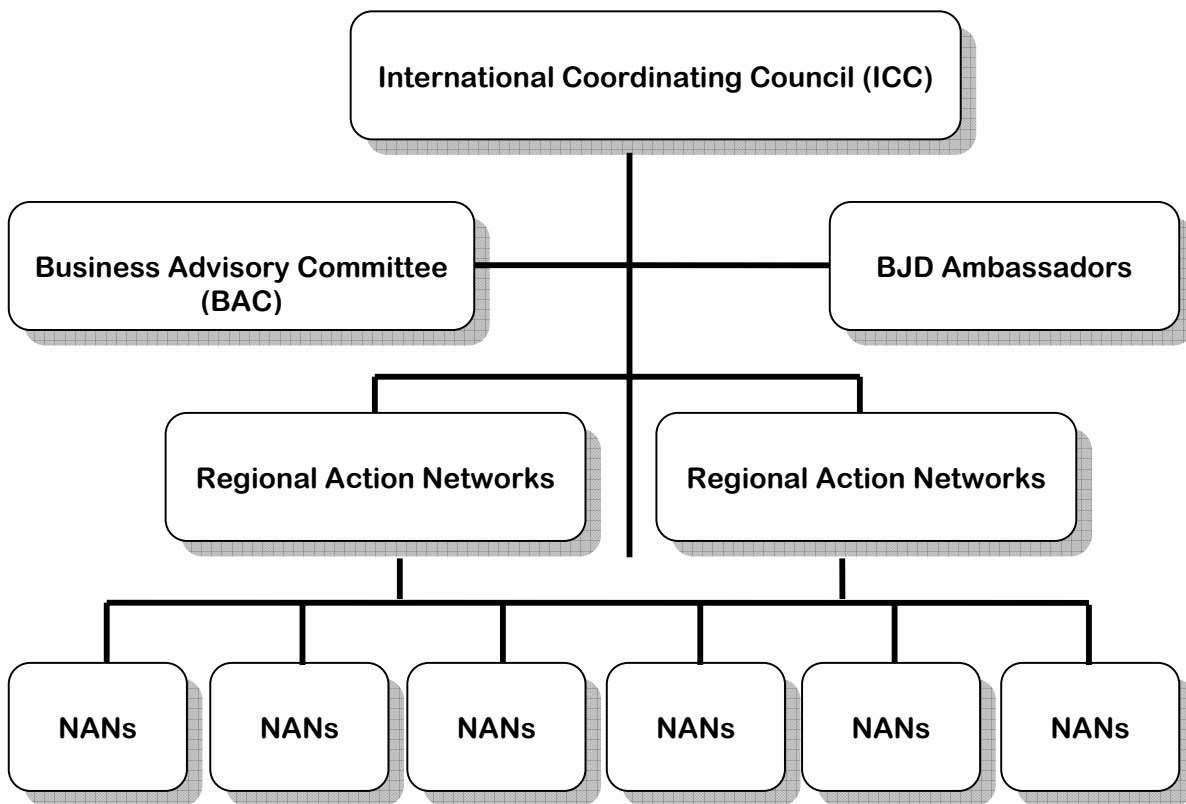 International Coordinating Council (ICC)
Business Advisory Committee
(BAC)
BJD Ambassadors
Regional Action Networks
Regional Action Networks
NANs
NANs
NANs
NANs
NANs
NANs